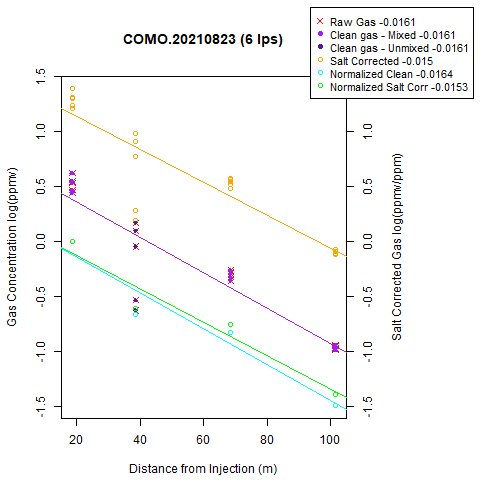 COMO.20210823 (6 lps)
Raw Gas -0.0161
Clean gas - Mixed -0.0161
Clean gas - Unmixed -0.0161
Salt Corrected -0.015
Normalized Clean -0.0164
Normalized Salt Corr -0.0153
Gas Concentration log(ppmv)
1.5
1.0
0.5
0.0
-0.5
-1.0
-1.5
1.0
0.5
0.0
-0.5
-1.0
-1.5
Salt Corrected Gas log(ppmv/ppm)
20 40 60 80 100
Distance from Injection (m)